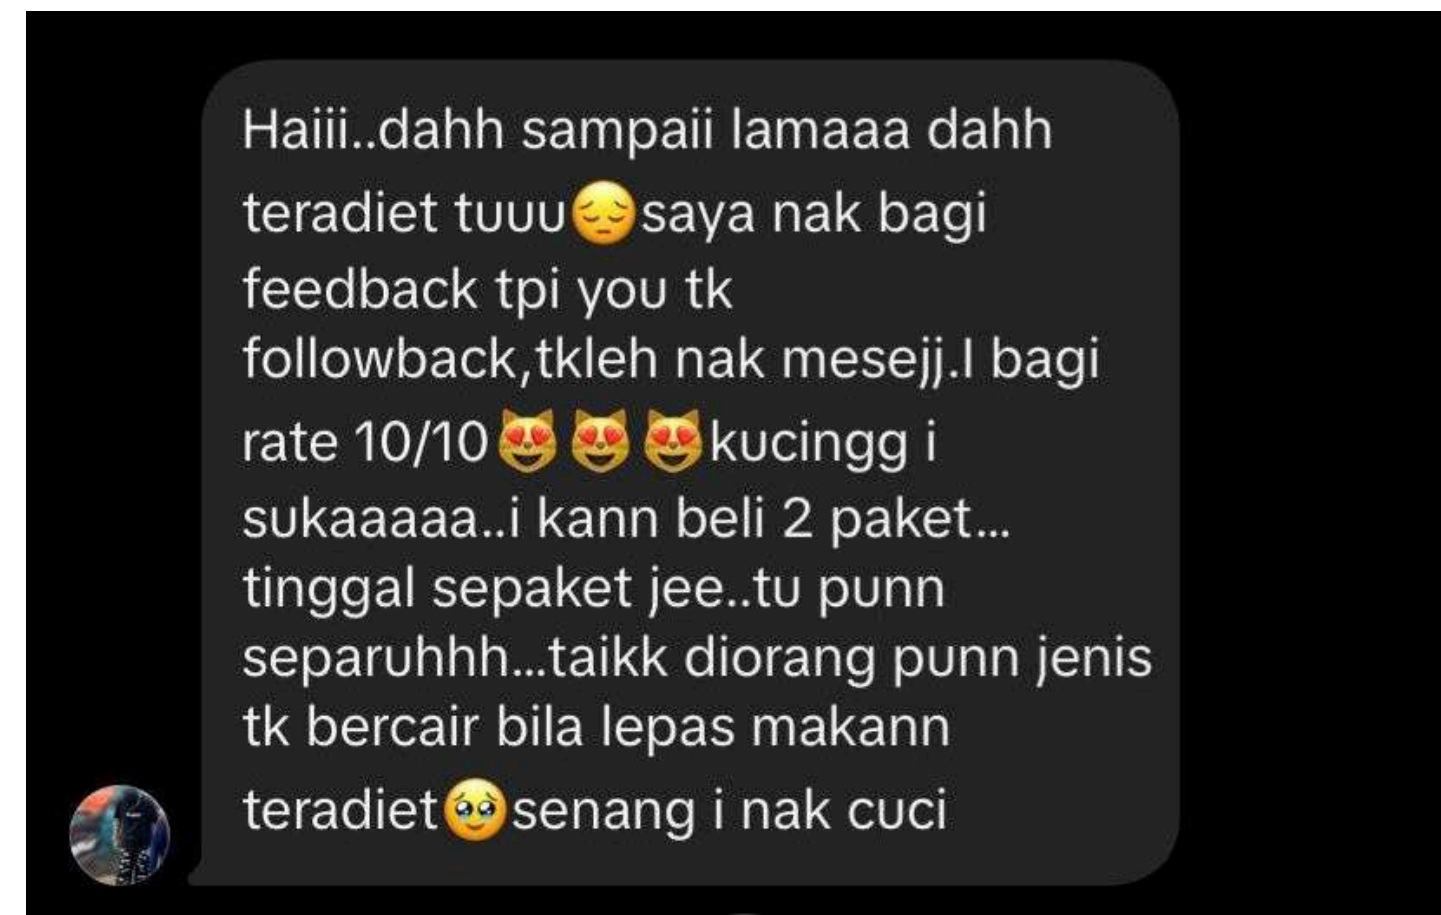 Haiii..dahh sampaii lamaaa dahh
teradiet tuuu😔saya nak bagi
feedback tpi you tk
followback,tkleh nak mesejj.I bagi
rate 10/10😻😻😻kucingg i
sukaaaaa..i kann beli 2 paket...
tinggal sepaket jee..tu punn
separuhhh...taikk diorang punn jenis
tk bercair bila lepas makann
teradiet🥹senang i nak cuci